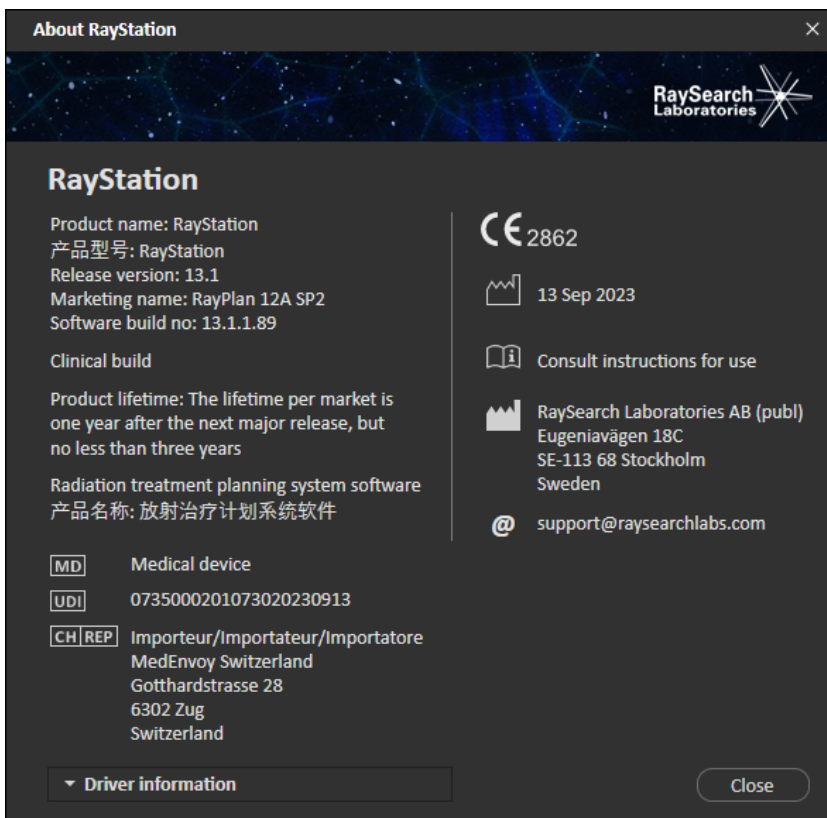 About RayStation
RaySearch
Laboratories
RayStation
Product name: RayStation
产品型号: RayStation
Release version: 13.1
Marketing name: RayPlan 12A SP2
Software build no: 13.1.1.89
Clinical build
Product lifetime: The lifetime per market is
one year after the next major release, but
no less than three years
Radiation treatment planning system software
产品名称: 放射治疗计划系统软件
CE 2862
13 Sep 2023
Consult instructions for use
RaySearch Laboratories AB (publ)
Eugeniavägen 18C
SE-113 68 Stockholm
Sweden
@ support@raysearchlabs.com
MD Medical device
UDI 0735000201073020230913
CH REP Importeur/Importateur/Importatore
MedEnvoy Switzerland
Gotthardstrasse 28
6302 Zug
Switzerland
Driver information
Close